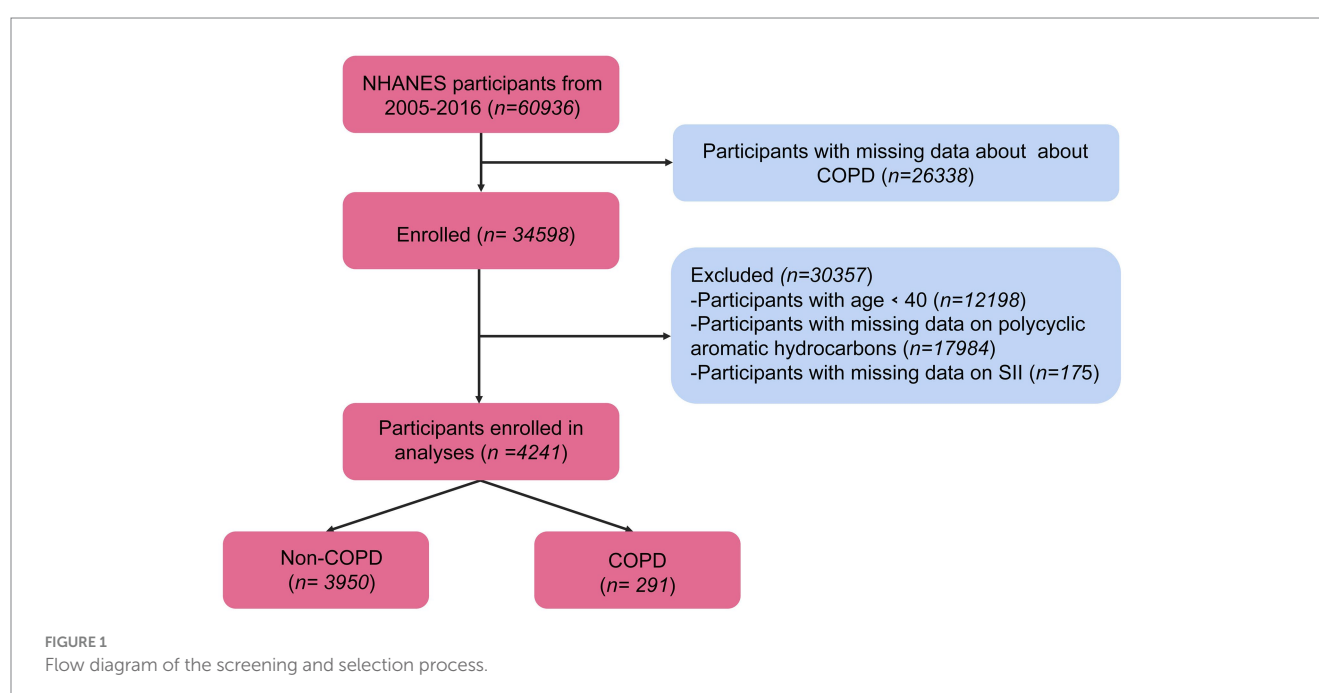 NHANES participants from
2005-2016 (n=60936)
Participants with missing data about about
COPD (n=26338)
Enrolled (n= 34598)
Excluded (n=30357)
-Participants with age < 40 (n=12198)
-Participants with missing data on polycyclic
aromatic hydrocarbons (n=17984)
-Participants with missing data on SII (n=175)
Participants enrolled in
analyses (n =4241)
Non-COPD
(n= 3950)
COPD
(n= 291)
FIGURE 1
Flow diagram of the screening and selection process.